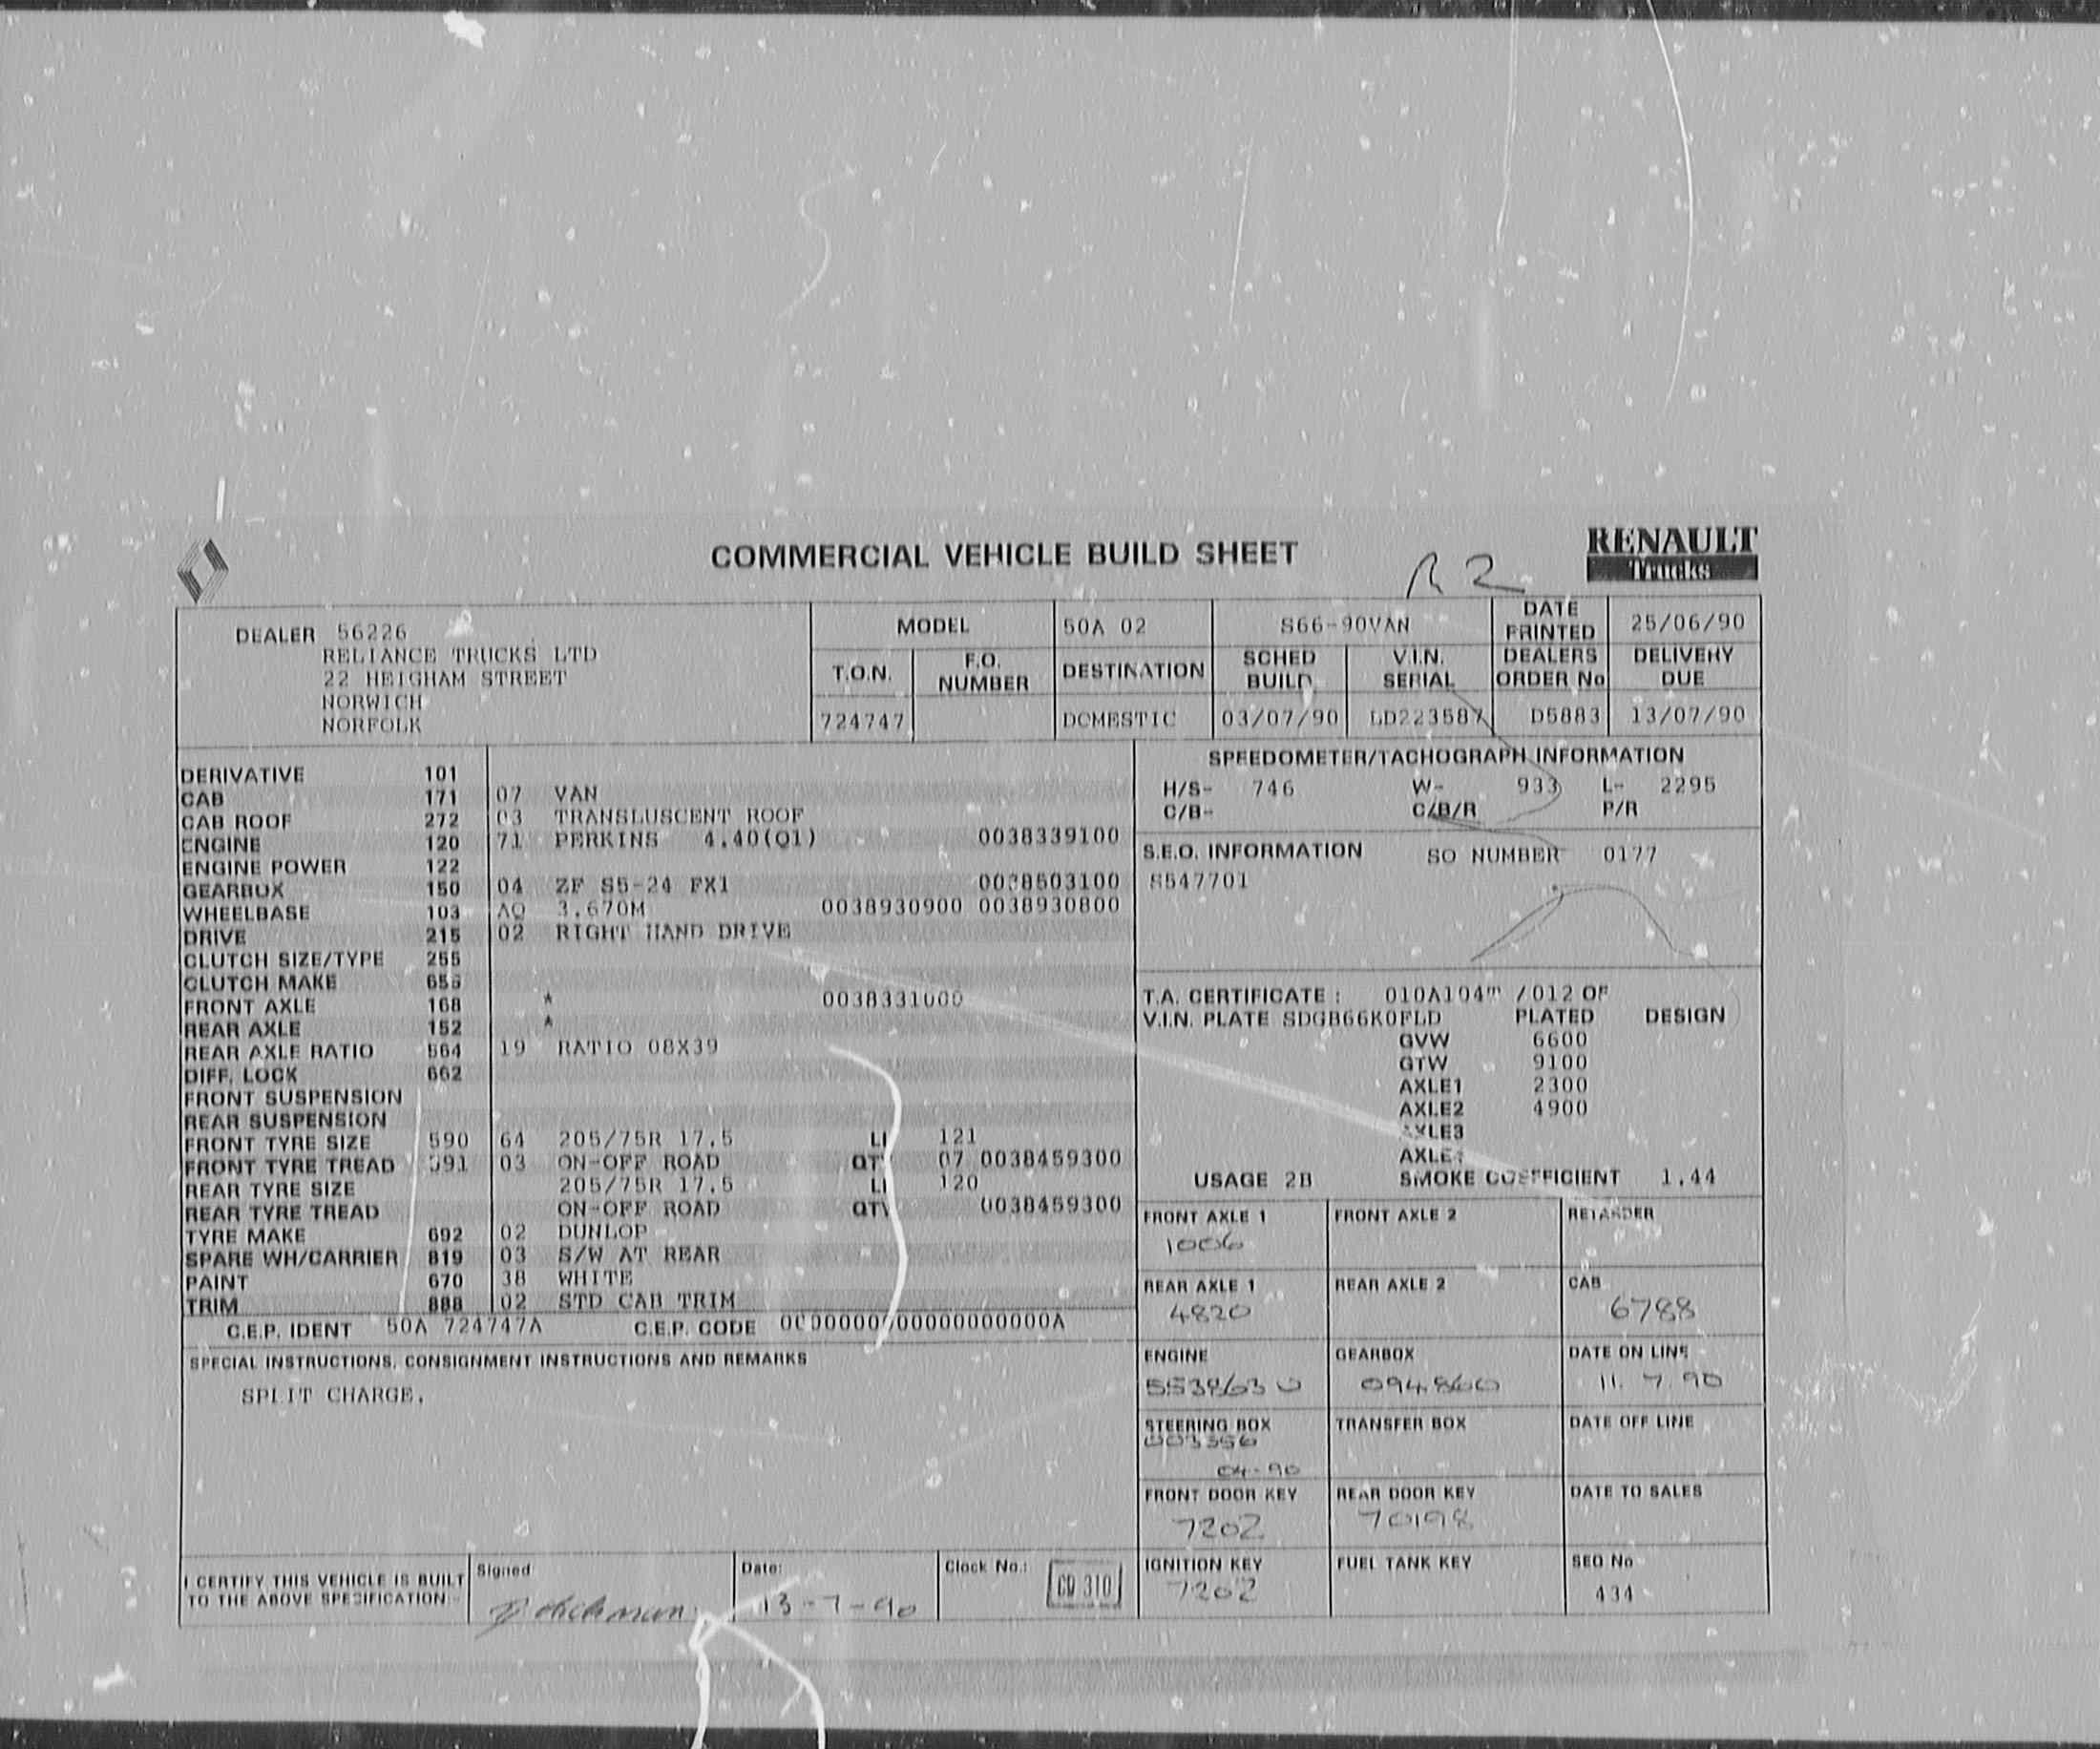 COMMERCIAL VEHICLE BUILD SHEET
R2
RENAULT
Trucks
DEALER 56226
RELIANCE TRUCKS LTD
22 HEIGHAM STREET
NORWICH
NORFOLK
MODEL 50A 02 S66-90VAN DATE PRINTED 25/06/90
T.O.N. F.O. NUMBER DESTINATION SCHED BUILD V.I.N. SERIAL DEALERS ORDER No DELIVERY DUE
724747 DOMESTIC 03/07/90 LD223587 D5883 13/07/90
DERIVATIVE 101
CAB 171 07 VAN
CAB ROOF 272 03 TRANSLUSCENT ROOF
ENGINE 120 71 PERKINS 4.40(Q1) 0038339100
ENGINE POWER 122
GEARBOX 150 04 ZF S5-24 FX1 0038503100
WHEELBASE 103 AQ 3.670M 0038930900 0038930800
DRIVE 215 02 RIGHT HAND DRIVE
CLUTCH SIZE/TYPE 255
CLUTCH MAKE 656
FRONT AXLE 168 * 0038331000
REAR AXLE 152 *
REAR AXLE RATIO 564 19 RATIO 08X39
DIFF. LOCK 662
FRONT SUSPENSION
REAR SUSPENSION
FRONT TYRE SIZE 590 64 205/75R 17.5 LI 121
FRONT TYRE TREAD 591 03 ON-OFF ROAD QTY 07 0038459300
REAR TYRE SIZE 205/75R 17.5 LI 120
REAR TYRE TREAD ON-OFF ROAD QTY 0038459300
TYRE MAKE 692 02 DUNLOP
SPARE WH/CARRIER 819 03 S/W AT REAR
PAINT 670 38 WHITE
TRIM 888 02 STD CAB TRIM
C.E.P. IDENT 50A 724747A C.E.P. CODE
SPECIAL INSTRUCTIONS, CONSIGNMENT INSTRUCTIONS AND REMARKS
SPLIT CHARGE.
SPEEDOMETER/TACHOGRAPH INFORMATION
H/S- 746 W- 933 L- 2295
C/B- C/B/R P/R
S.E.O. INFORMATION SO NUMBER 0177
S547701
T.A. CERTIFICATE : /012 OF
V.I.N. PLATE SDGB66K0FLD PLATED DESIGN
GVW 6600
GTW 9100
AXLE1 2300
AXLE2 4900
AXLE3
AXLE4
USAGE 2B SMOKE COEFFICIENT 1.44
FRONT AXLE 1 FRONT AXLE 2 RETARDER
1006
REAR AXLE 1 REAR AXLE 2 CAB
4820 6788
ENGINE GEARBOX DATE ON LINE
094860 11. 7. 90
STEERING BOX TRANSFER BOX DATE OFF LINE
003356
04-90
FRONT DOOR KEY REAR DOOR KEY DATE TO SALES
7202 70198
IGNITION KEY FUEL TANK KEY SEQ No
7202 434
I CERTIFY THIS VEHICLE IS BUILT
TO THE ABOVE SPECIFICATION:-
Signed Date: Clock No.:
13-7-90 CD 310